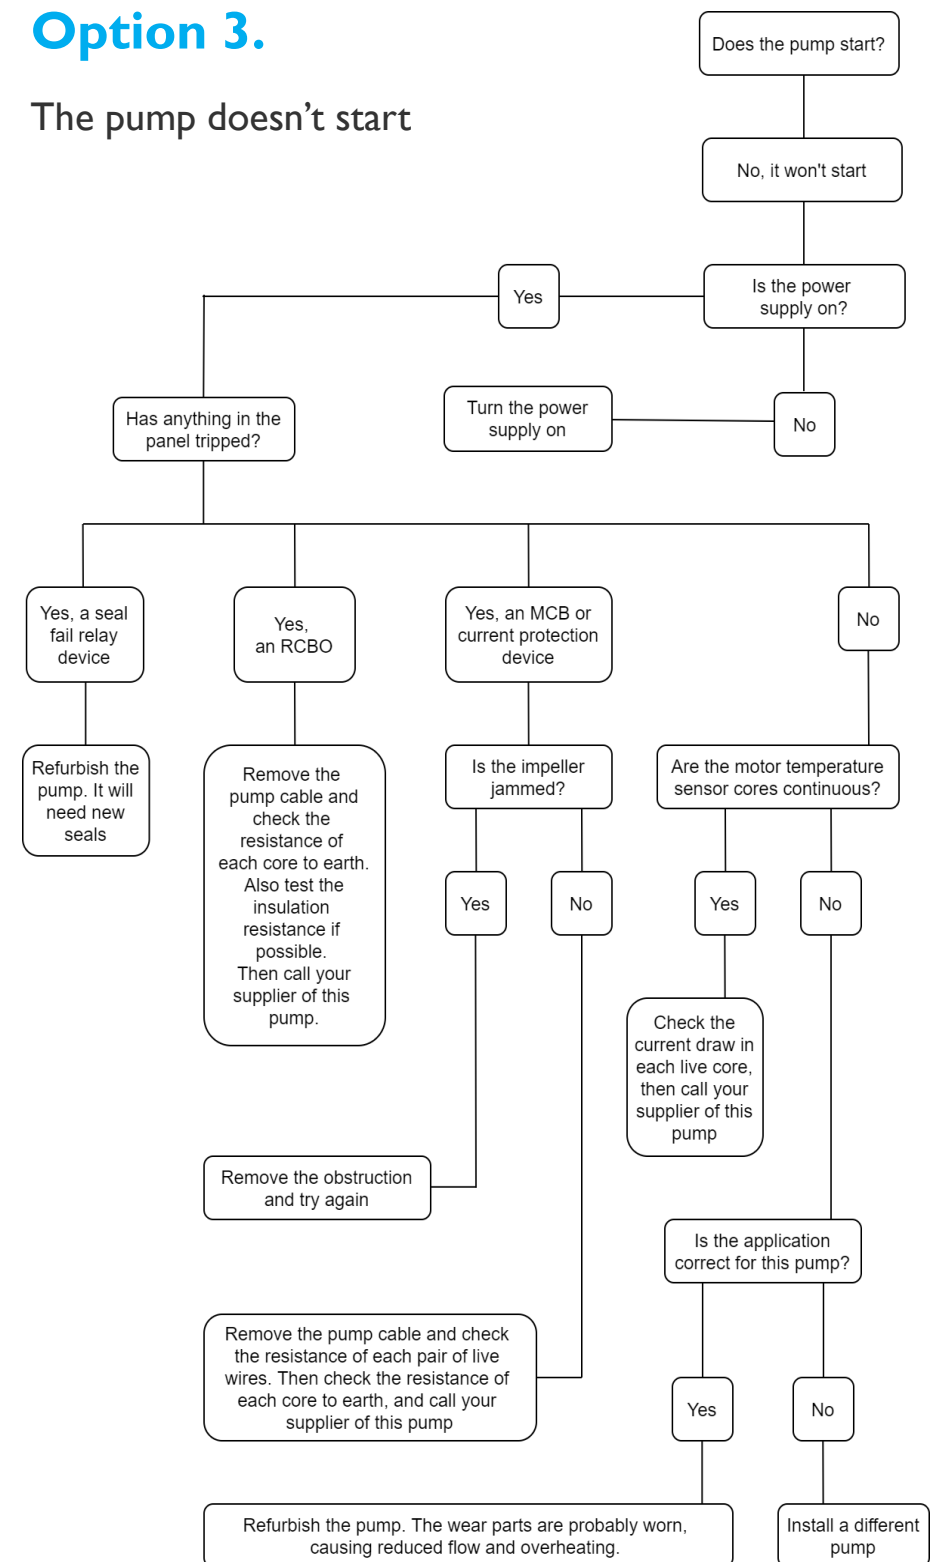 Option 3.
The pump doesn't start
Does the pump start?
No, it won't start
Is the power
supply on?
Yes
Has anything in the
panel tripped?
Turn the power
supply on
No
Yes, a seal
fail relay
device
Yes,
an RCBO
Yes, an MCB or
current protection
device
No
Refurbish the
pump. It will
need new
seals
Remove the
pump cable and
check the
resistance of
each core to earth.
Also test the
insulation
resistance if
possible.
Then call your
supplier of this
pump.
Is the impeller
jammed?
Are the motor temperature
sensor cores continuous?
Yes
No
Yes
No
Check the
current draw in
each live core,
then call your
supplier of this
pump
Remove the obstruction
and try again
Is the application
correct for this pump?
Remove the pump cable and check
the resistance of each pair of live
wires. Then check the resistance of
each core to earth, and call your
supplier of this pump
Yes
No
Refurbish the pump. The wear parts are probably worn,
causing reduced flow and overheating.
Install a different
pump